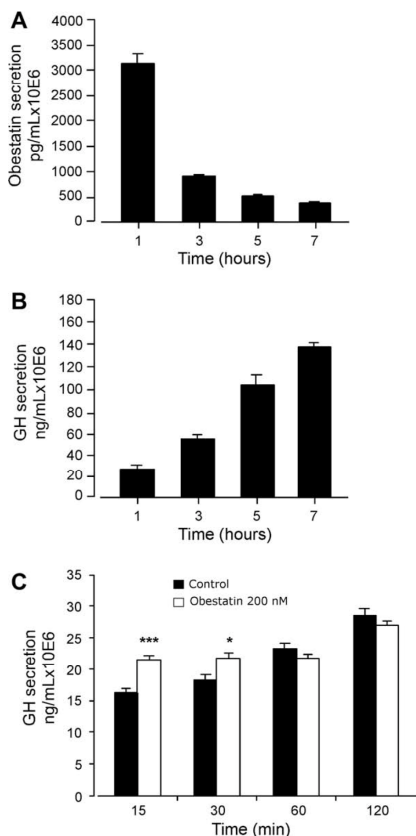 A
Obestatin secretion
pg/mLx10E6
4000
3500
3000
2500
2000
1500
1000
500
0
1 3 5 7
Time (hours)
B
GH secretion
ng/mLx10E6
180
160
140
120
100
80
60
40
20
0
1 3 5 7
Time (hours)
C
GH secretion
ng/mLx10E6
35
30
25
20
15
10
5
0
Control
Obestatin 200 nM
***
*
15 30 60 120
Time (min)